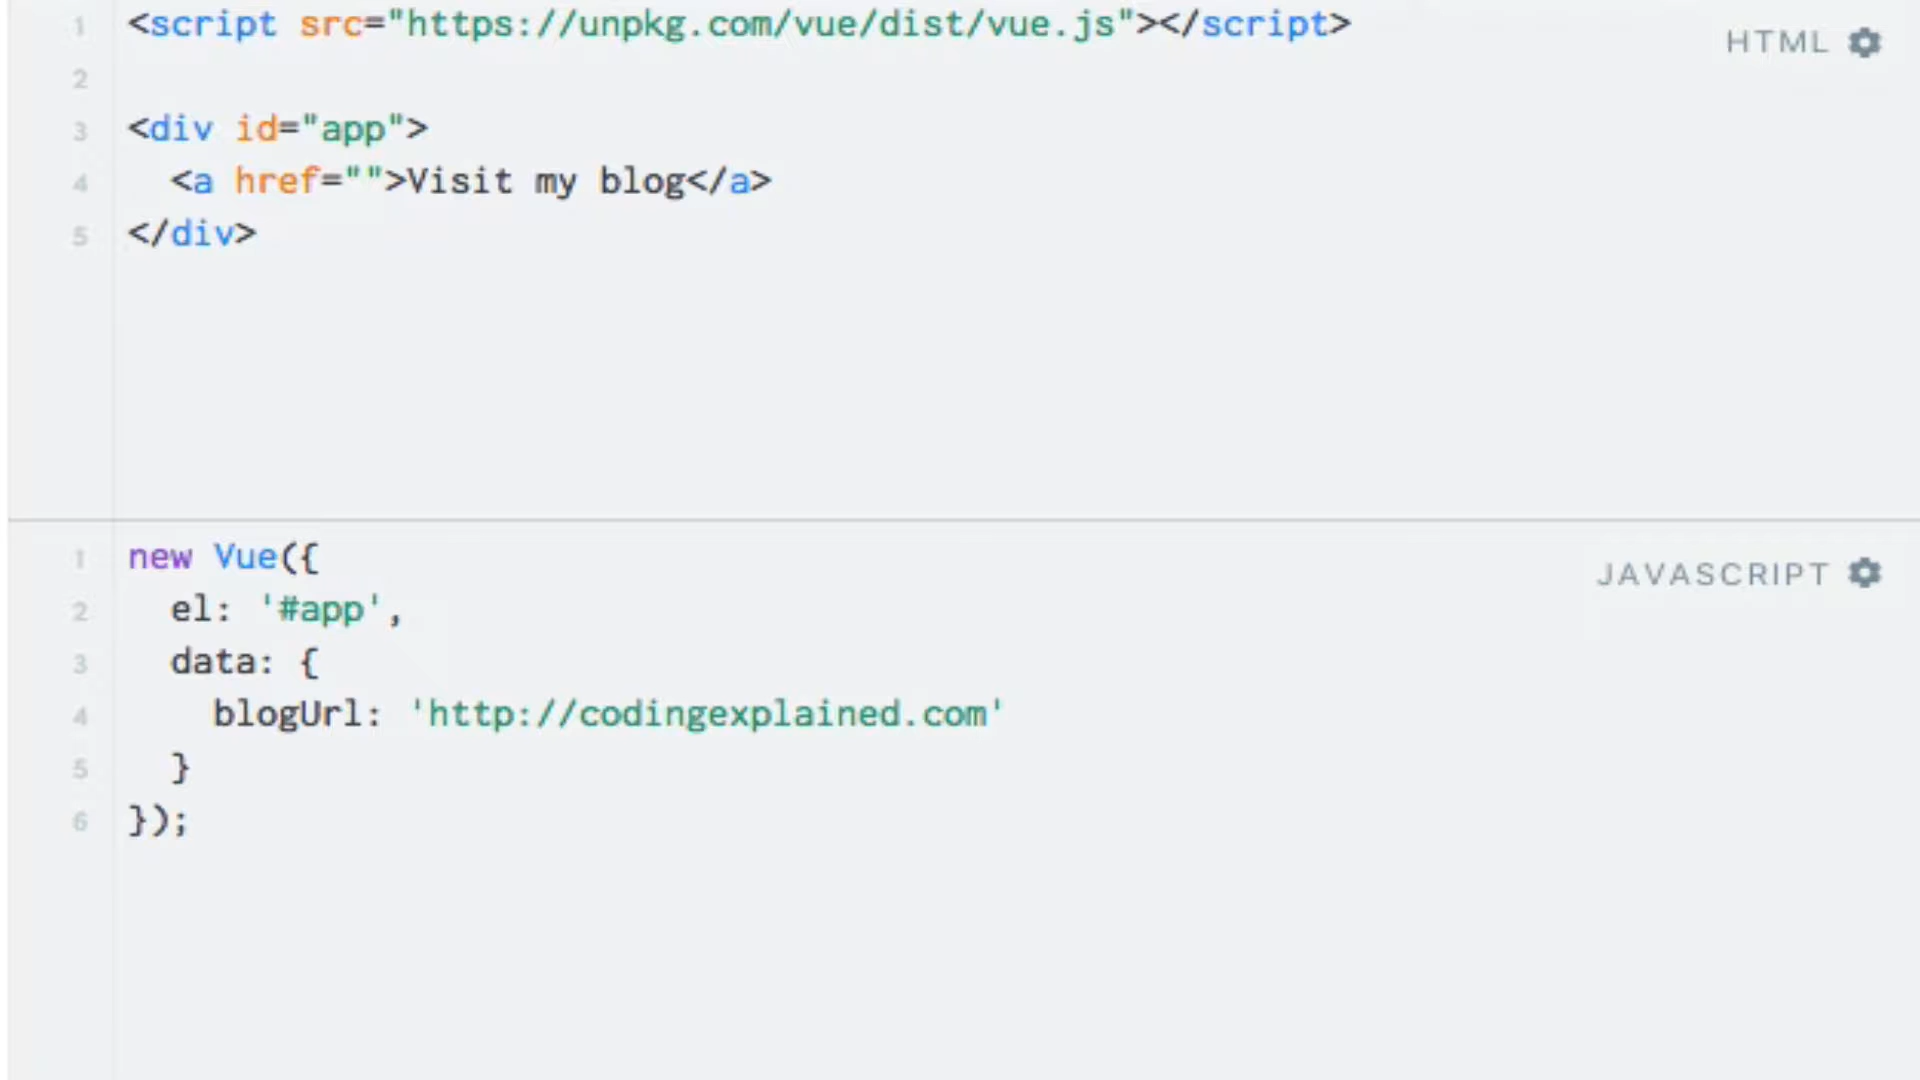 1 <script src="https://unpkg.com/vue/dist/vue.js"></script>
HTML
2
3 <div id="app">
4   <a href="">Visit my blog</a>
5 </div>
1 new Vue({
JAVASCRIPT
2   el: '#app',
3   data: {
4     blogUrl: 'http://codingexplained.com'
5   }
6 });